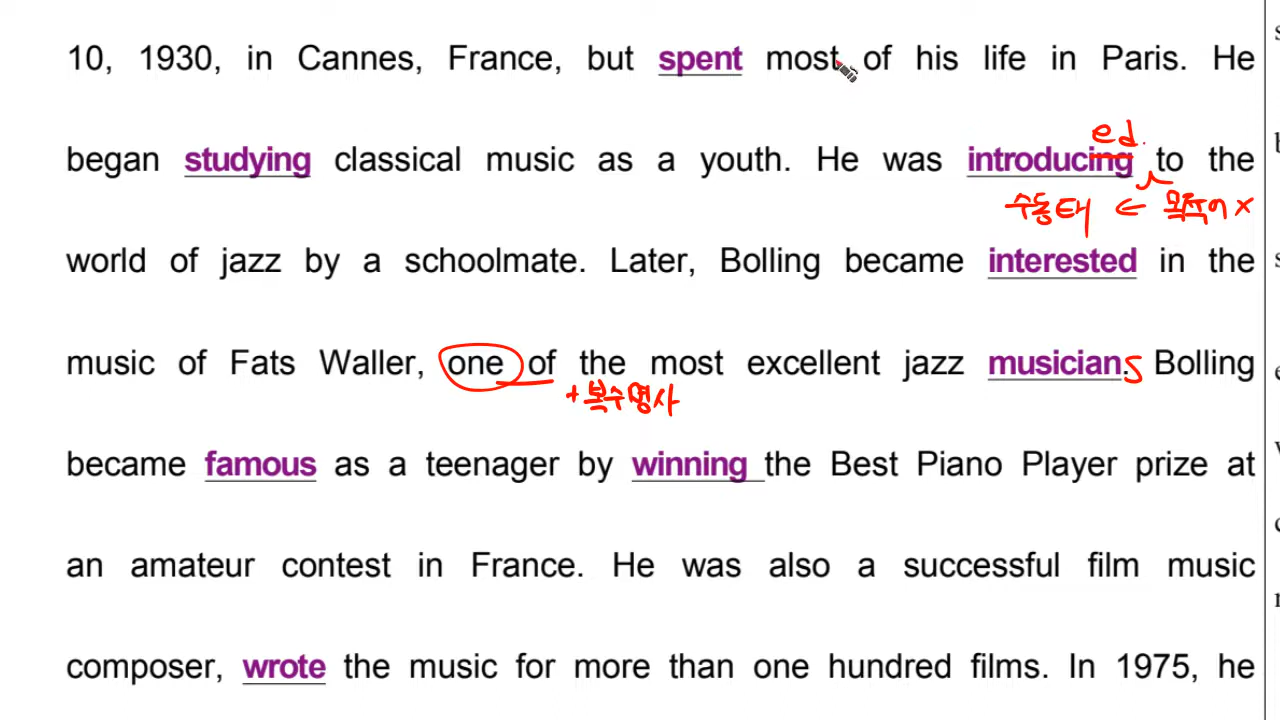 10, 1930, in Cannes, France, but spent most of his life in Paris. He
ed
began studying classical music as a youth. He was introducing to the
수동태 ← 목적어 x
world of jazz by a schoolmate. Later, Bolling became interested in the
music of Fats Waller, one of the most excellent jazz musician.s Bolling
+복수명사
became famous as a teenager by winning the Best Piano Player prize at
an amateur contest in France. He was also a successful film music
composer, wrote the music for more than one hundred films. In 1975, he